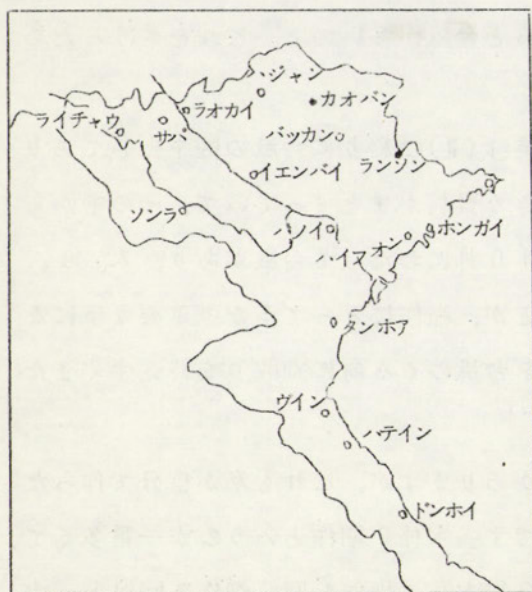 ハジャン
カオバン
ライチャウ
ラオカイ
サパ
バッカン
イエンバイ
ランソン
ソンラ
ハノイ
ハイフォン
ホンガイ
タンホア
ヴイン
ハテイン
ドンホイ